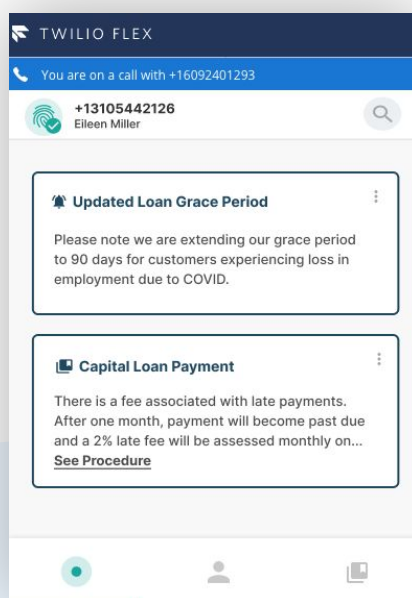 TWILIO FLEX
You are on a call with +16092401293
+13105442126
Eileen Miller
Updated Loan Grace Period
Please note we are extending our grace period
to 90 days for customers experiencing loss in
employment due to COVID.
Capital Loan Payment
There is a fee associated with late payments.
After one month, payment will become past due
and a 2% late fee will be assessed monthly on...
See Procedure